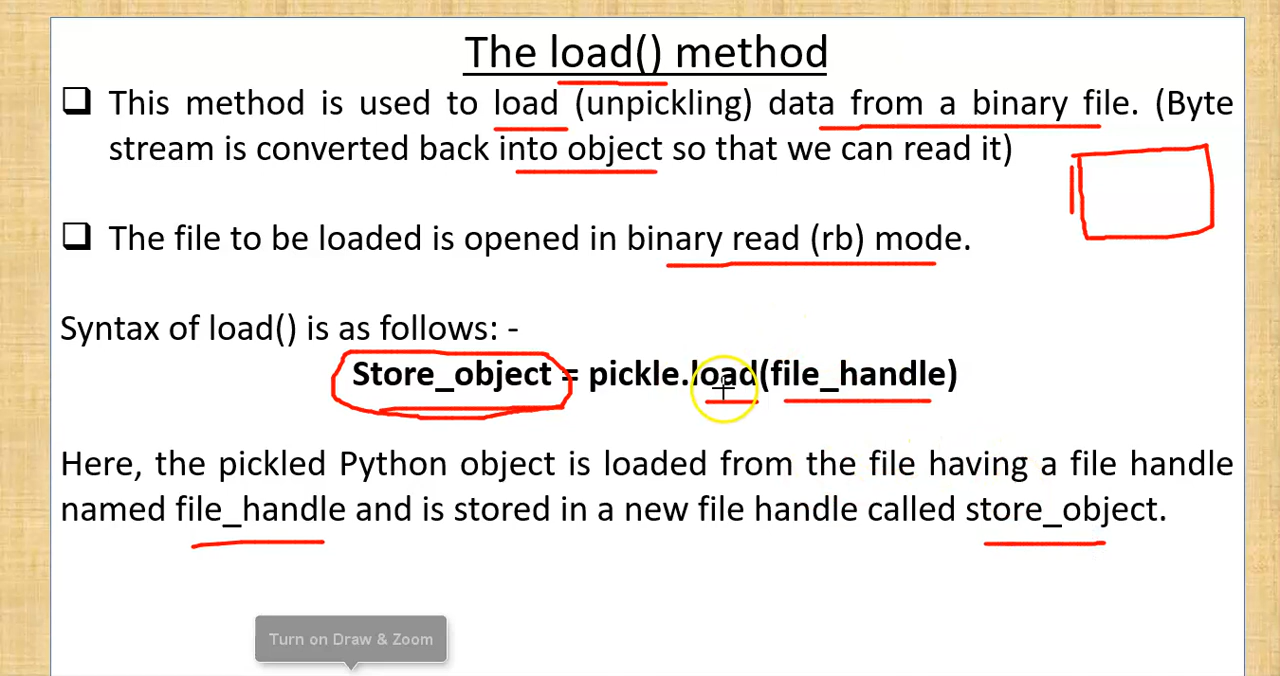 The load() method
❑ This method is used to load (unpickling) data from a binary file. (Byte
stream is converted back into object so that we can read it)
❑ The file to be loaded is opened in binary read (rb) mode.
Syntax of load() is as follows: -
Store_object = pickle.load(file_handle)
Here, the pickled Python object is loaded from the file having a file handle
named file_handle and is stored in a new file handle called store_object.
Turn on Draw & Zoom